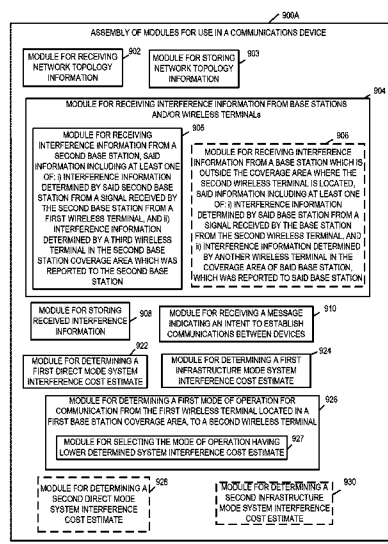 900A
ASSEMBLY OF MODULES FOR USE IN A COMMUNICATIONS DEVICE
MODULE FOR RECEIVING
NETWORK TOPOLOGY
INFORMATION
902
MODULE FOR STORING
NETWORK TOPOLOGY
INFORMATION
903
904
MODULE FOR RECEIVING INTERFERENCE INFORMATION FROM BASE STATIONS
AND/OR WIRELESS TERMINALs
905
MODULE FOR RECEIVING
INTERFERENCE INFORMATION FROM A
SECOND BASE STATION, SAID
INFORMATION INCLUDING AT LEAST ONE
OF: i) INTERFERENCE INFORMATION
DETERMINED BY SAID SECOND BASE
STATION FROM A SIGNAL RECEIVED BY
THE SECOND BASE STATION FROM A
FIRST WIRELESS TERMINAL, AND ii)
INTERFERENCE INFORMATION
DETERMINED BY A THIRD WIRELESS
TERMINAL IN THE SECOND BASE
STATION COVERAGE AREA WHICH WAS
REPORTED TO THE SECOND BASE
STATION
906
MODULE FOR RECEIVING INTERFERENCE
INFORMATION FROM A BASE STATION WHICH IS
OUTSIDE THE COVERAGE AREA WHERE THE
SECOND WIRELESS TERMINAL IS LOCATED,
SAID INFORMATION INCLUDING AT LEAST ONE
OF: i) INTERFERENCE INFORMATION
DETERMINED BY SAID BASE STATION FROM A
SIGNAL RECEIVED BY THE BASE STATION
FROM THE SECOND WIRELESS TERMINAL, AND
ii) INTERFERENCE INFORMATION DETERMINED
BY ANOTHER WIRELESS TERMINAL IN THE
COVERAGE AREA OF SAID BASE STATION,
WHICH WAS REPORTED TO SAID BASE STATION
MODULE FOR STORING
RECEIVED INTERFERENCE
INFORMATION
908
MODULE FOR RECEIVING A MESSAGE
INDICATING AN INTENT TO ESTABLISH
COMMUNICATIONS BETWEEN DEVICES
910
922
MODULE FOR DETERMINING A
FIRST DIRECT MODE SYSTEM
INTERFERENCE COST ESTIMATE
924
MODULE FOR DETERMINING A FIRST
INFRASTRUCTURE MODE SYSTEM
INTERFERENCE COST ESTIMATE
926
MODULE FOR DETERMINING A FIRST MODE OF OPERATION FOR
COMMUNICATION FROM THE FIRST WIRELESS TERMINAL LOCATED IN A
FIRST BASE STATION COVERAGE AREA, TO A SECOND WIRELESS TERMINAL
927
MODULE FOR SELECTING THE MODE OF OPERATION HAVING
LOWER DETERMINED SYSTEM INTERFERENCE COST ESTIMATE
928
MODULE FOR DETERMINING A
SECOND DIRECT MODE
SYSTEM INTERFERENCE
COST ESTIMATE
930
MODULE FOR DETERMINING A
SECOND INFRASTRUCTURE
MODE SYSTEM INTERFERENCE
COST ESTIMATE